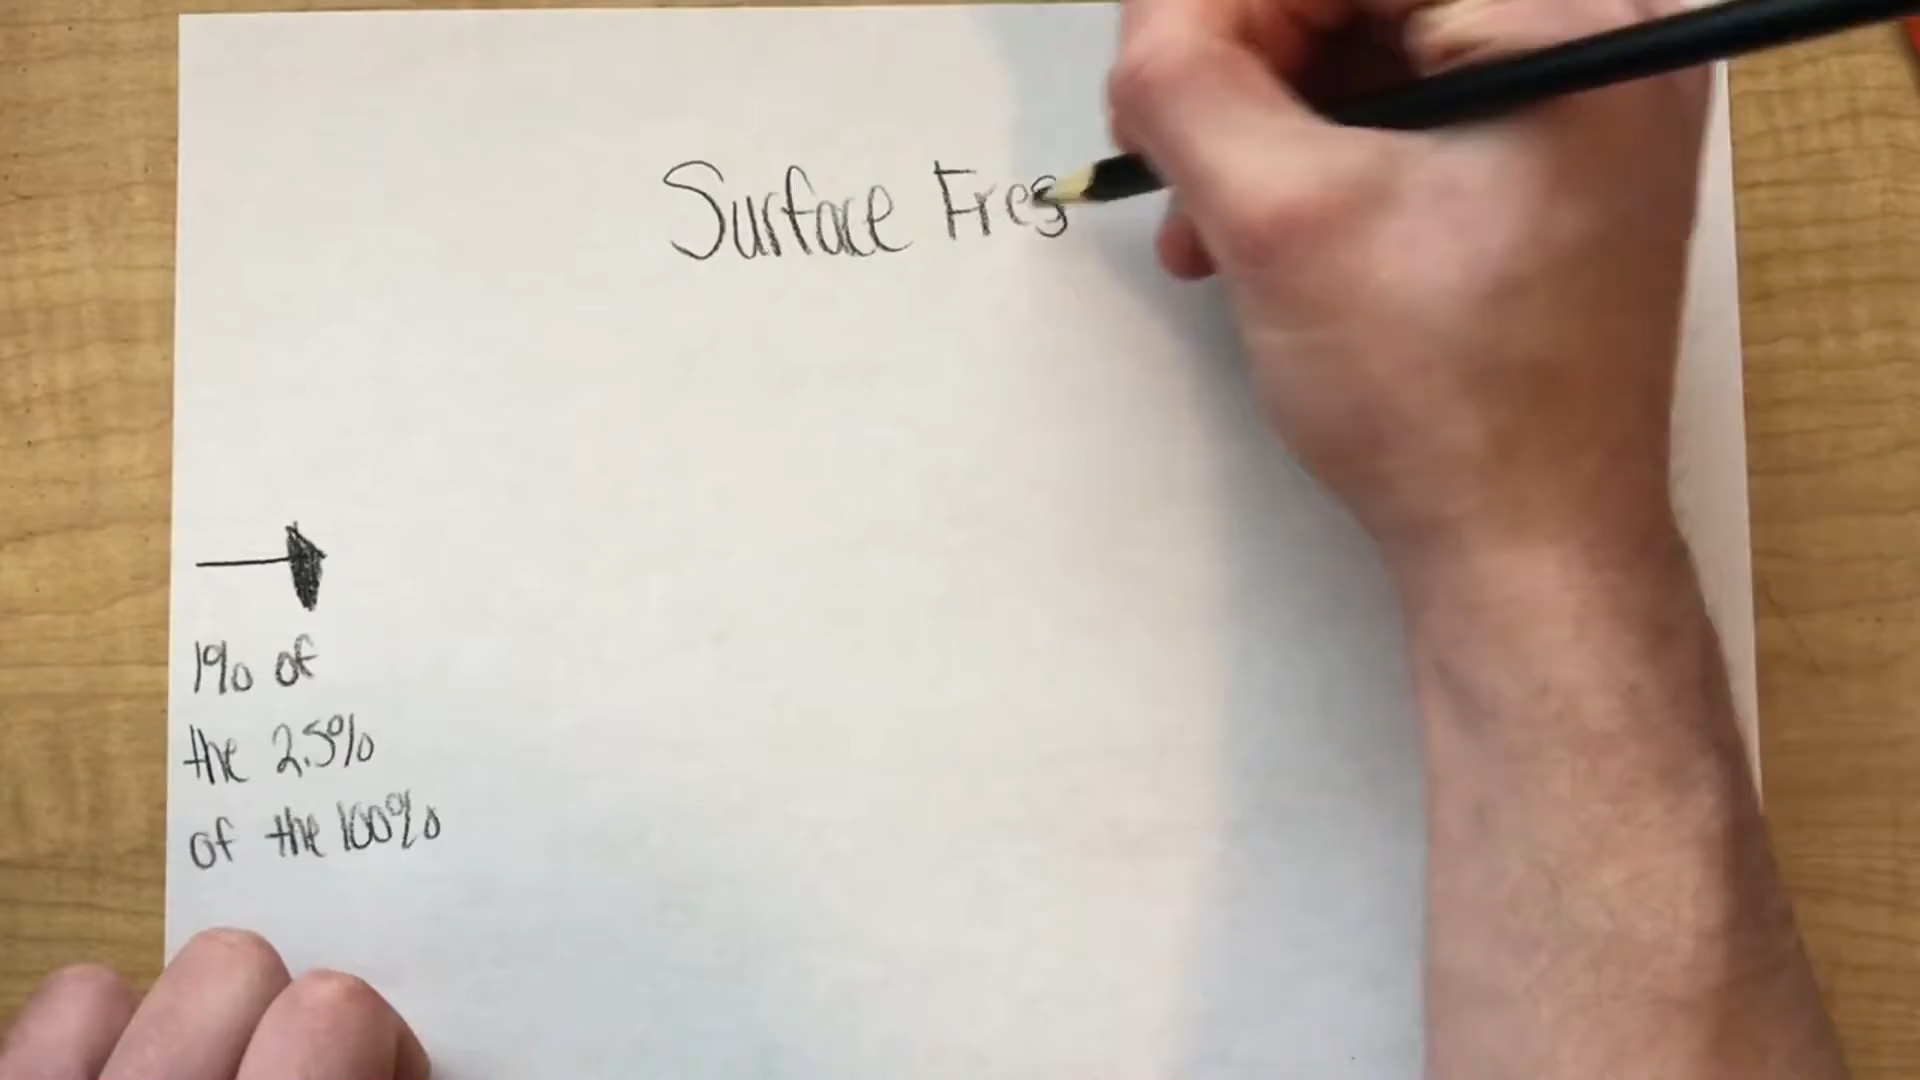 Surface Fres
1% of
the 2.5%
of the 100%